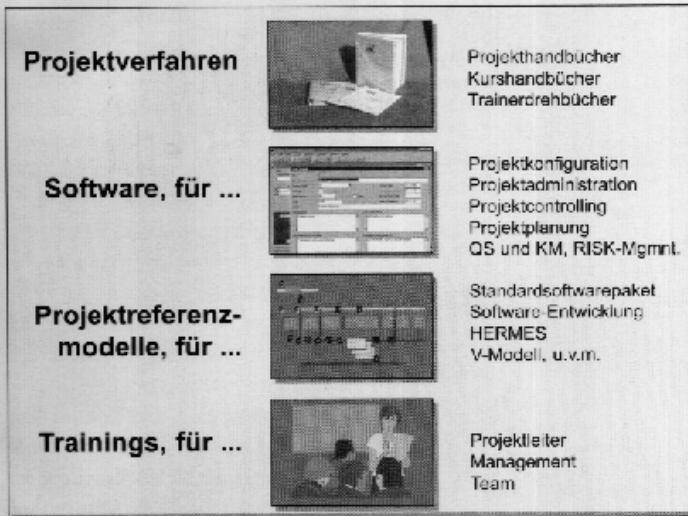 Projektverfahren
Projekthandbücher
Kurshandbücher
Trainerdrehbücher
Software, für ...
Projektkonfiguration
Projektadministration
Projektcontrolling
Projektplanung
QS und KM, RISK-Mgmnt.
Projektreferenz-
modelle, für ...
Standardsoftwarepaket
Software-Entwicklung
HERMES
V-Modell, u.v.m.
Trainings, für ...
Projektleiter
Management
Team